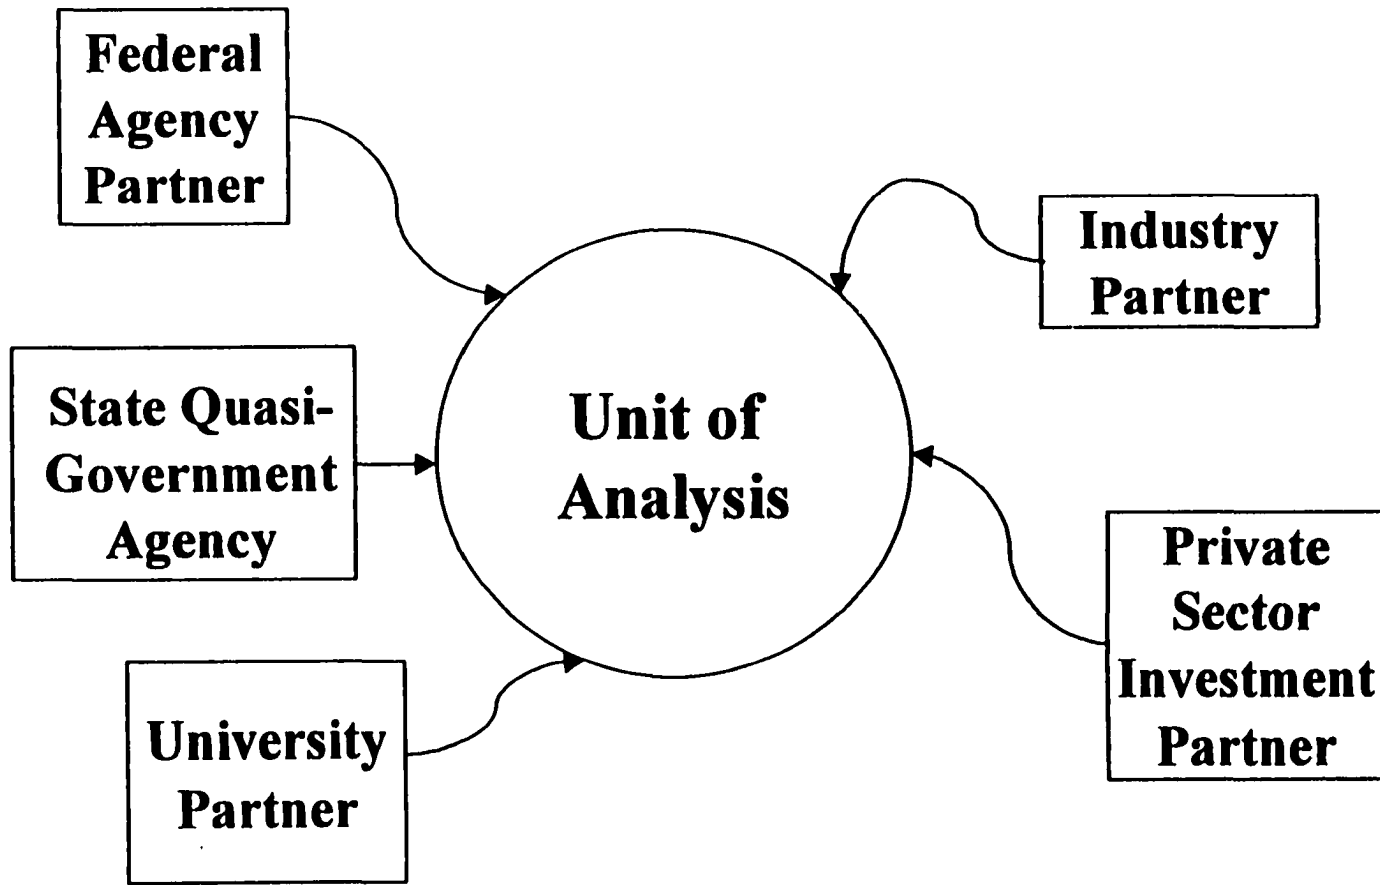 Federal
Agency
Partner
Industry
Partner
State Quasi-
Government
Agency
Unit of
Analysis
Private
Sector
Investment
Partner
University
Partner